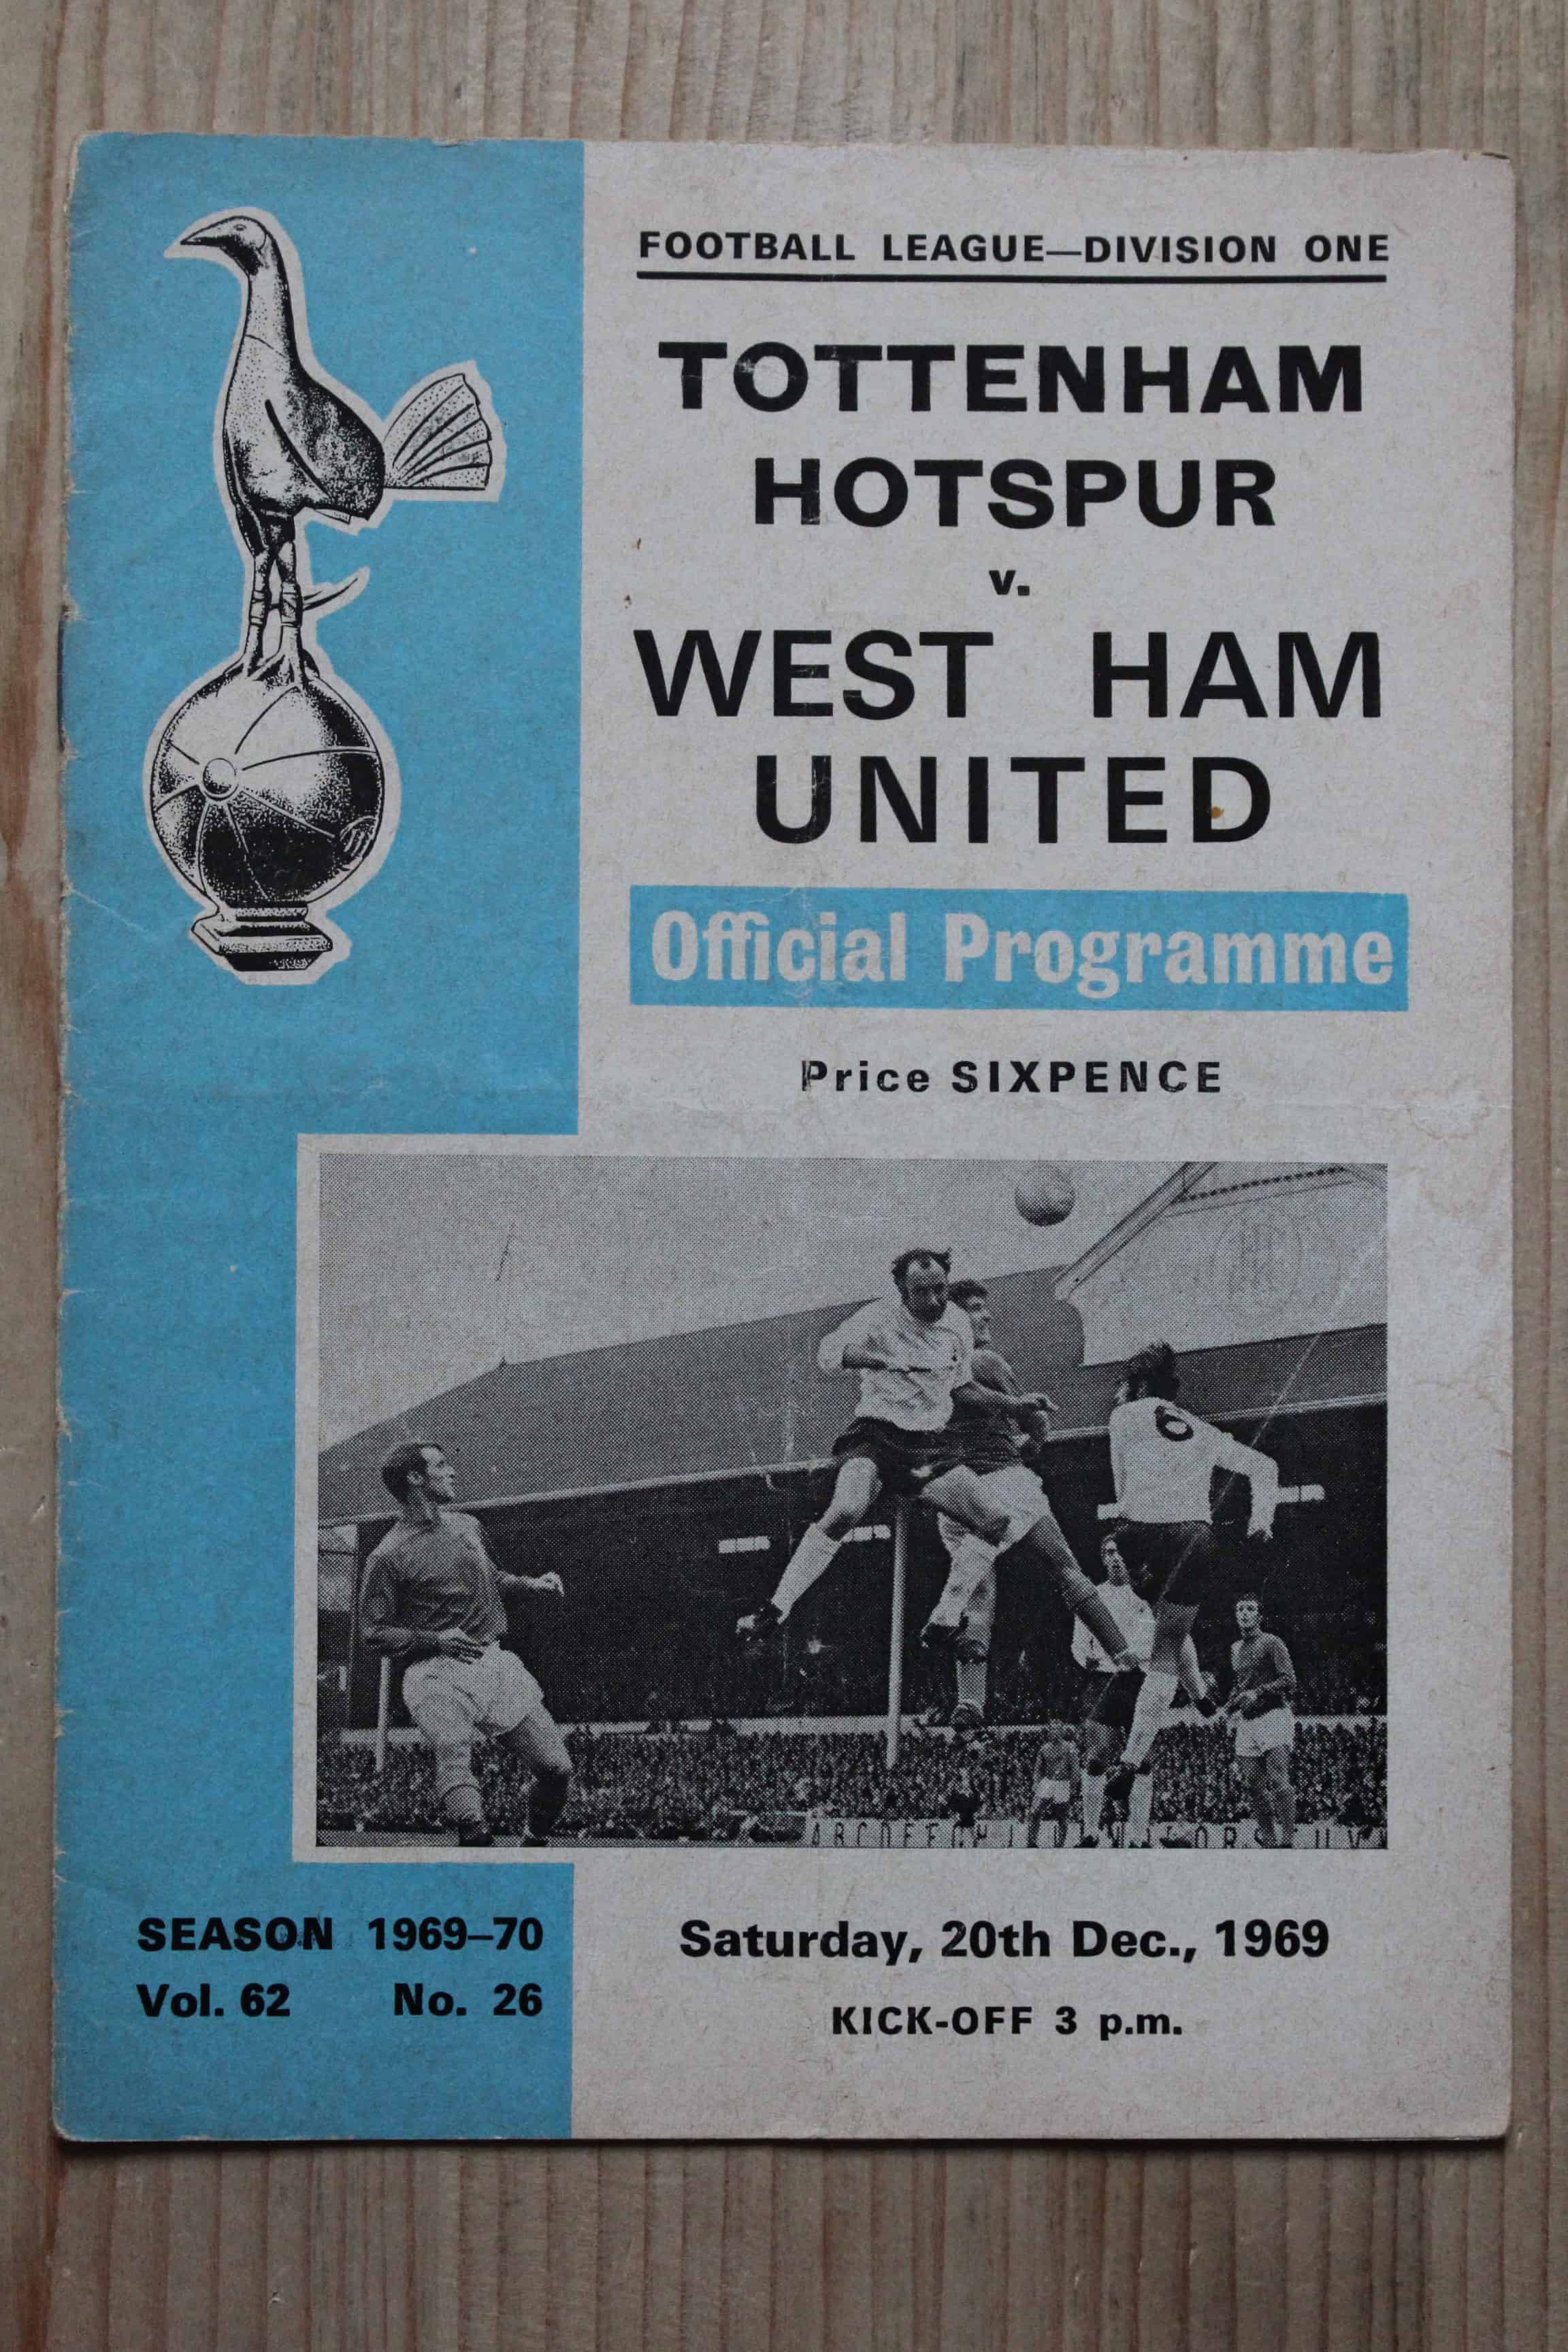 FOOTBALL LEAGUE—DIVISION ONE
TOTTENHAM
HOTSPUR
v.
WEST HAM
UNITED
Official Programme
Price SIXPENCE
6
A B C D E F G H
SEASON 1969–70
Vol. 62 No. 26
Saturday, 20th Dec., 1969
KICK-OFF 3 p.m.